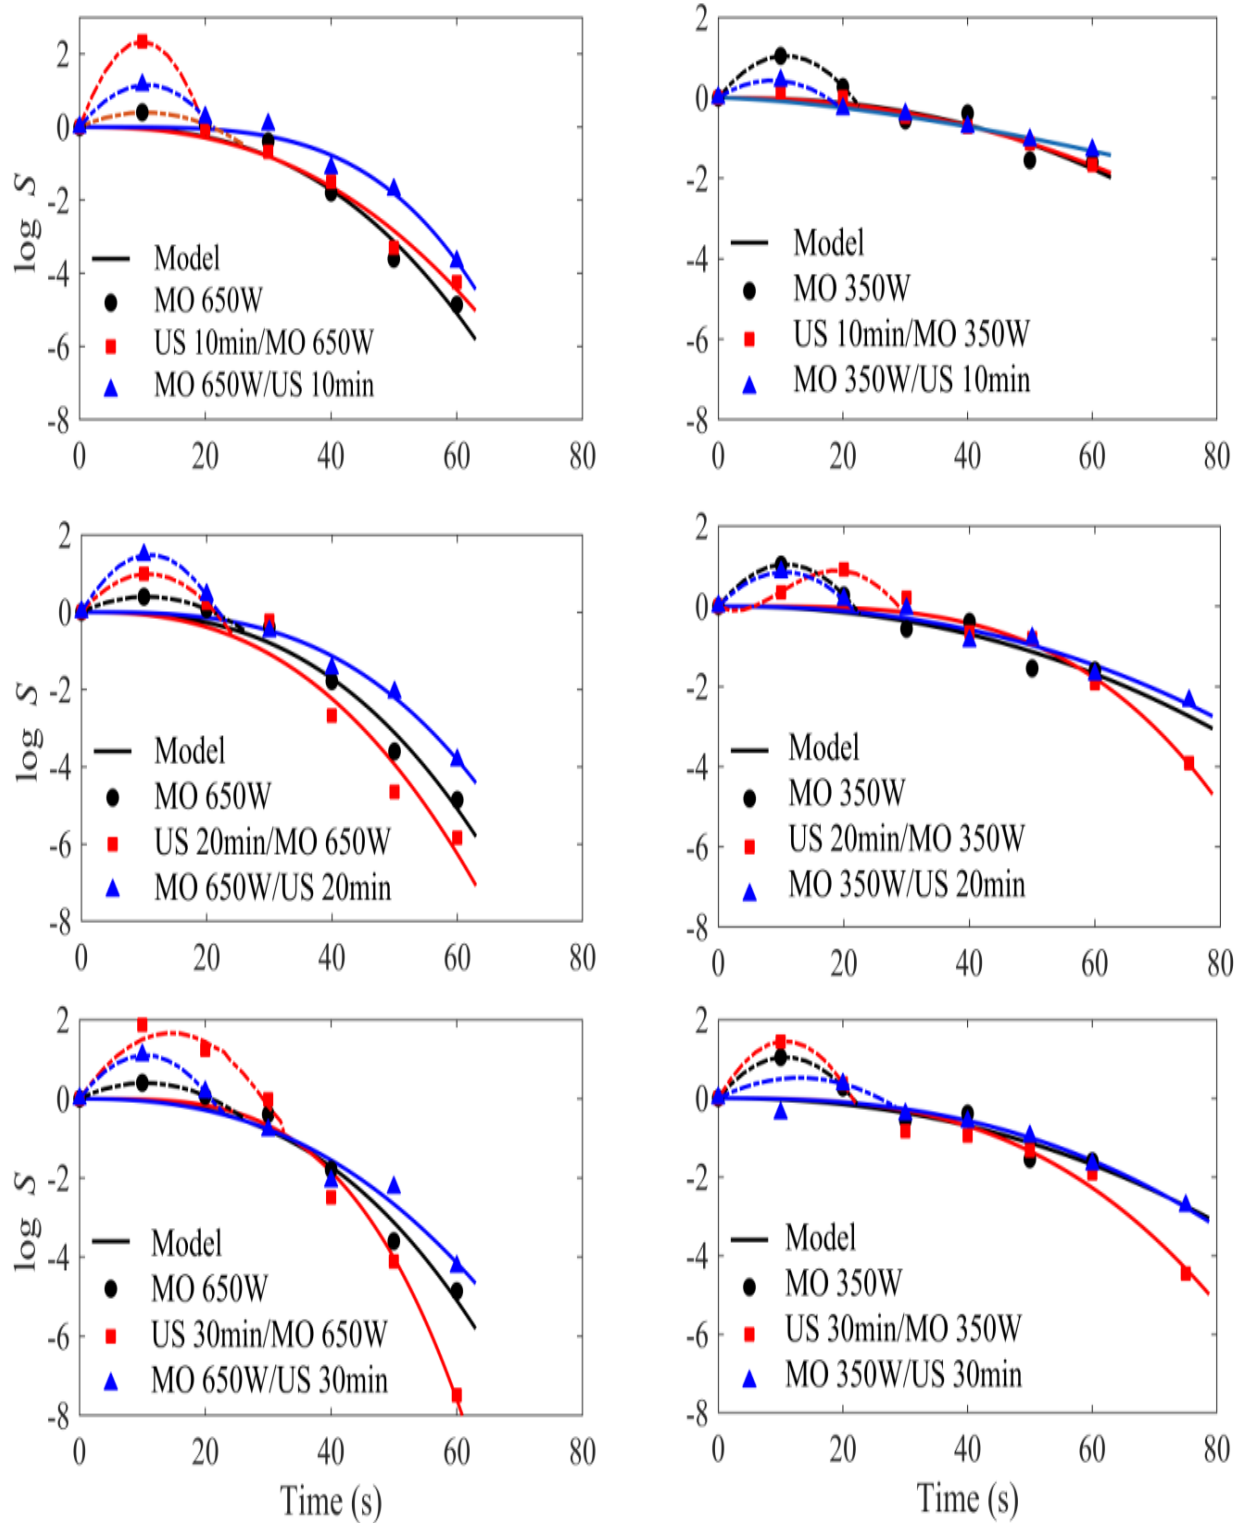 2
0
-2
-4
-6
-8
log S
Model
MO 650W
US 10min/MO 650W
MO 650W/US 10min
0 20 40 60 80
2
0
-2
-4
-6
-8
Model
MO 350W
US 10min/MO 350W
MO 350W/US 10min
0 20 40 60 80
2
0
-2
-4
-6
-8
log S
Model
MO 650W
US 20min/MO 650W
MO 650W/US 20min
0 20 40 60 80
2
0
-2
-4
-6
-8
Model
MO 350W
US 20min/MO 350W
MO 350W/US 20min
0 20 40 60 80
2
0
-2
-4
-6
-8
log S
Model
MO 650W
US 30min/MO 650W
MO 650W/US 30min
0 20 40 60 80
Time (s)
2
0
-2
-4
-6
-8
Model
MO 350W
US 30min/MO 350W
MO 350W/US 30min
0 20 40 60 80
Time (s)